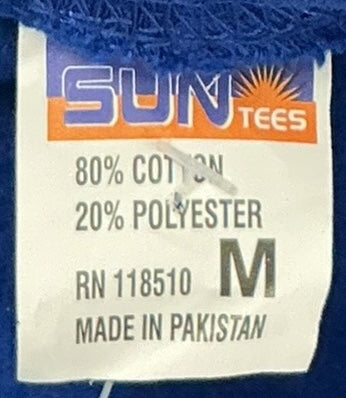 SUN TEES
80% COTTON
20% POLYESTER
RN 118510 M
MADE IN PAKISTAN